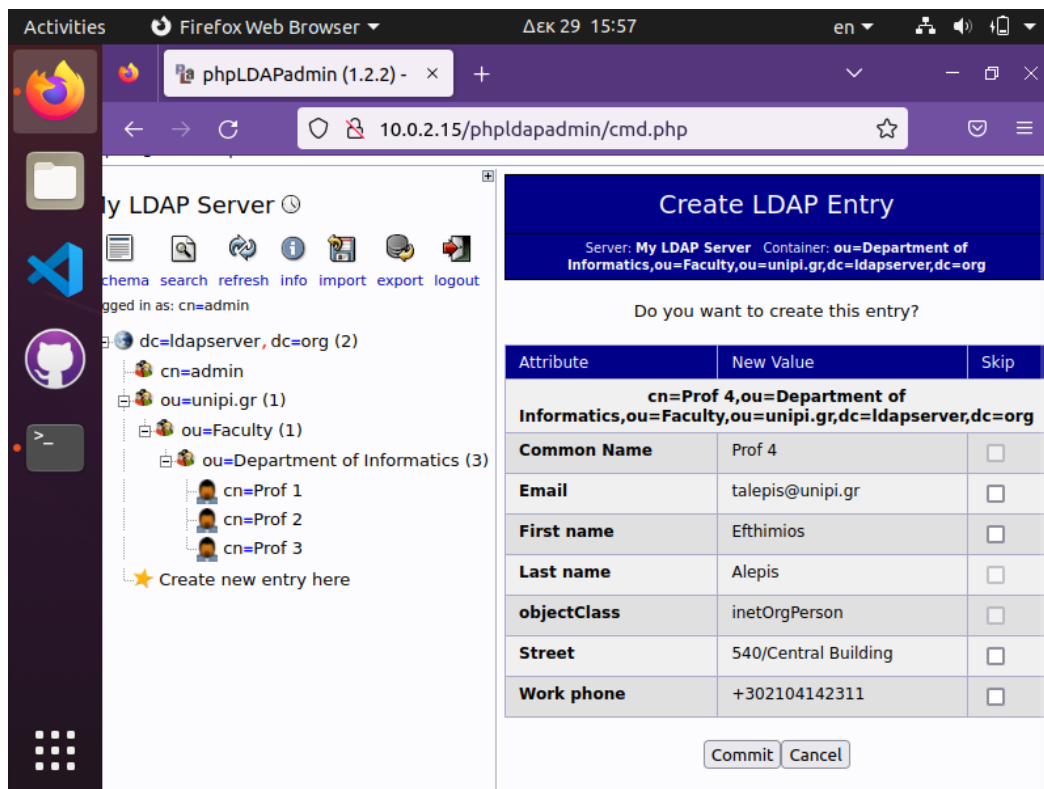 Activities Firefox Web Browser Δεκ 29 15:57 en
phpLDAPadmin (1.2.2) - × +
10.0.2.15/phpldapadmin/cmd.php
ly LDAP Server
chema search refresh info import export logout
gged in as: cn=admin
dc=ldapserver,dc=org (2)
cn=admin
ou=unipi.gr (1)
ou=Faculty (1)
ou=Department of Informatics (3)
cn=Prof 1
cn=Prof 2
cn=Prof 3
Create new entry here
Create LDAP Entry
Server: My LDAP Server Container: ou=Department of
Informatics,ou=Faculty,ou=unipi.gr,dc=ldapserver,dc=org
Do you want to create this entry?
Attribute New Value Skip
cn=Prof 4,ou=Department of
Informatics,ou=Faculty,ou=unipi.gr,dc=ldapserver,dc=org
Common Name Prof 4
Email talepis@unipi.gr
First name Efthimios
Last name Alepis
objectClass inetOrgPerson
Street 540/Central Building
Work phone +302104142311
Commit Cancel